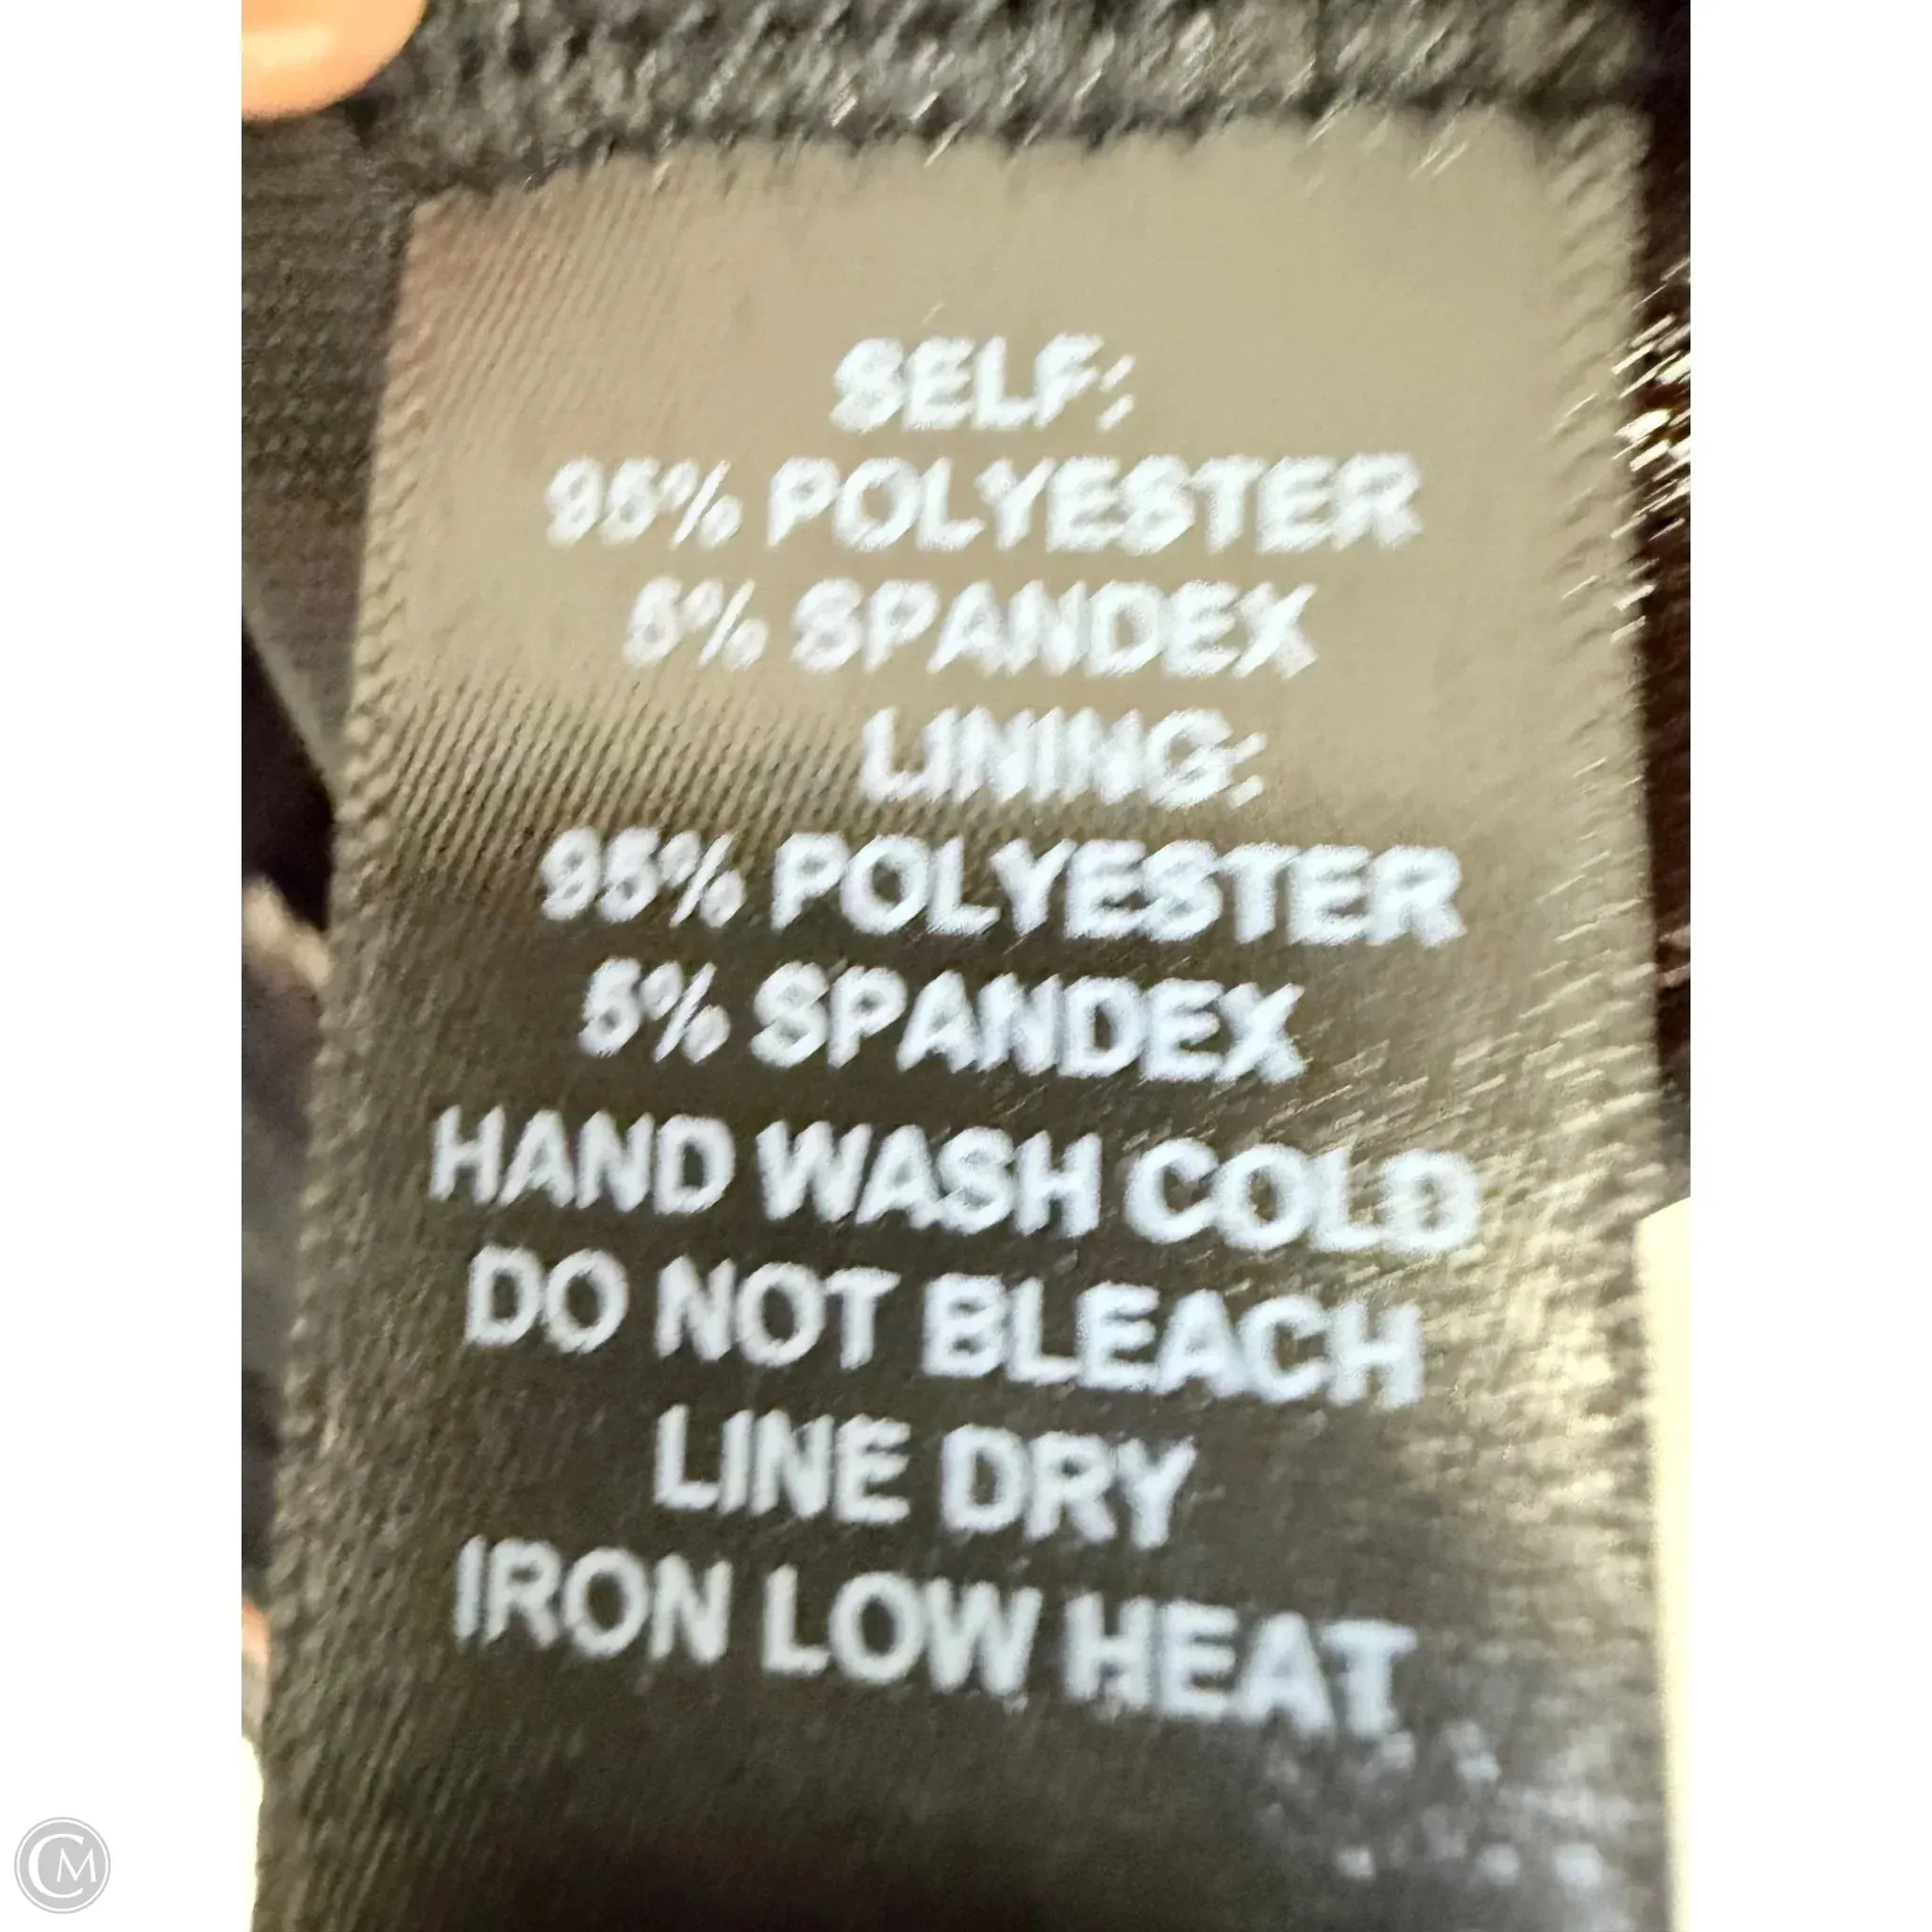 SELF:
95% POLYESTER
5% SPANDEX
LINING:
95% POLYESTER
5% SPANDEX
HAND WASH COLD
DO NOT BLEACH
LINE DRY
IRON LOW HEAT
CM